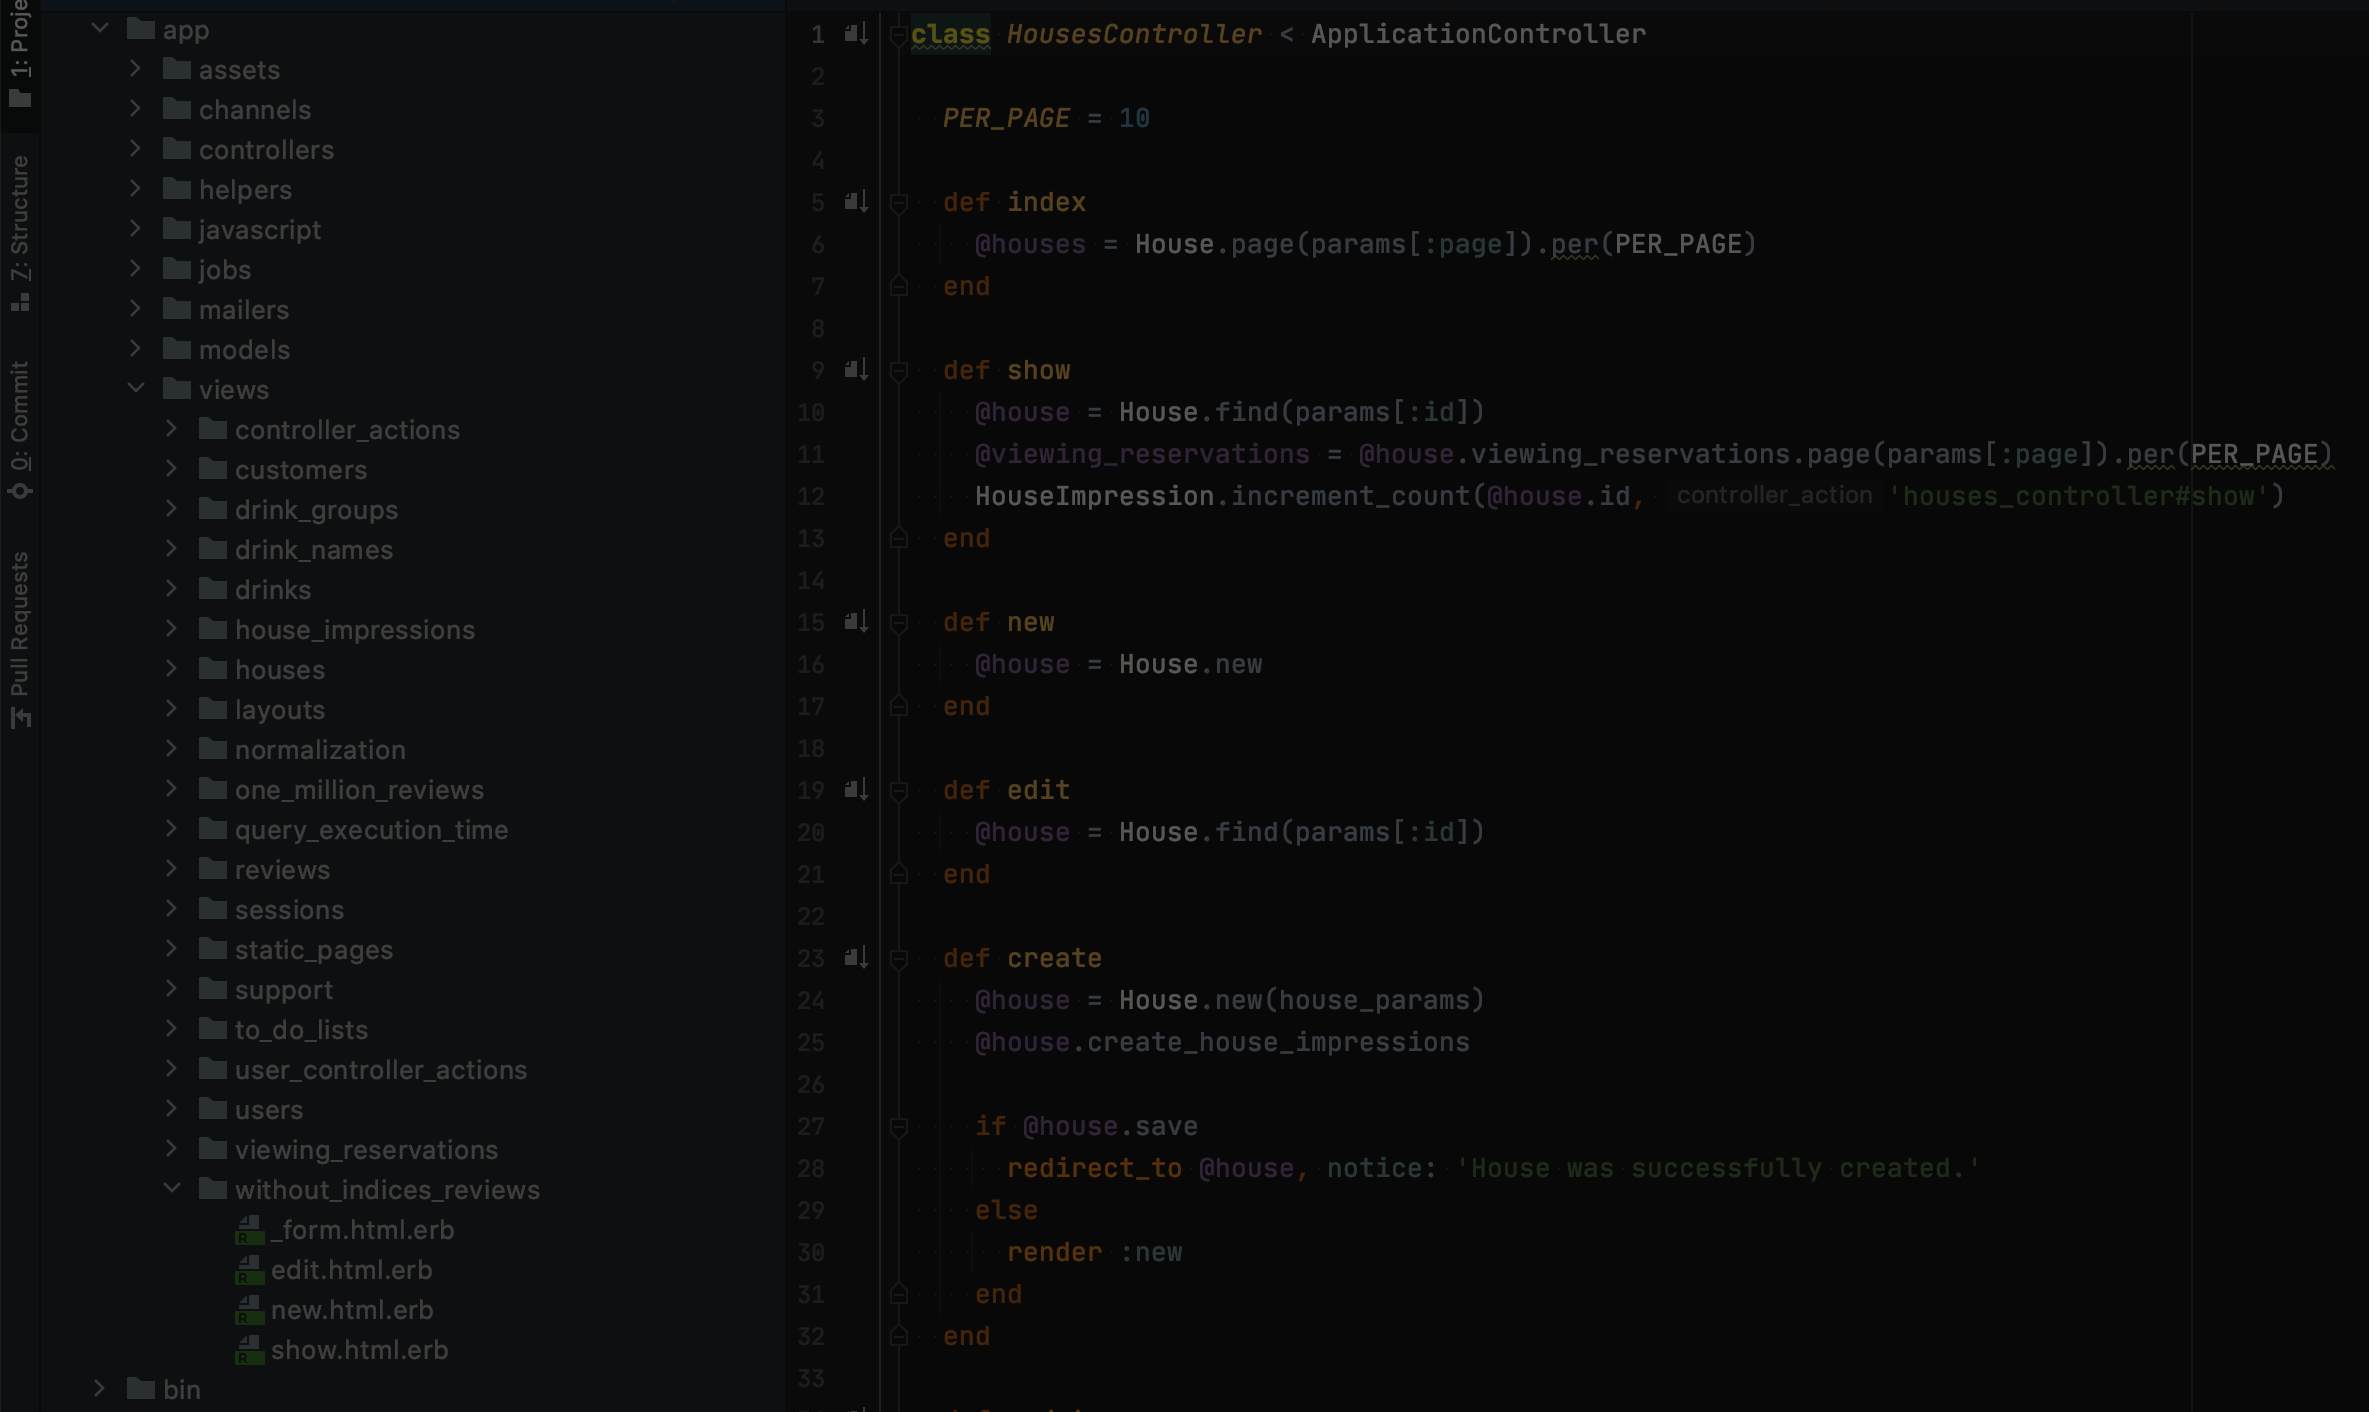 1: Proje
Z: Structure
0: Commit
Pull Requests
app
assets
channels
controllers
helpers
javascript
jobs
mailers
models
views
controller_actions
customers
drink_groups
drink_names
drinks
house_impressions
houses
layouts
normalization
one_million_reviews
query_execution_time
reviews
sessions
static_pages
support
to_do_lists
user_controller_actions
users
viewing_reservations
without_indices_reviews
_form.html.erb
edit.html.erb
new.html.erb
show.html.erb
bin
1 class HousesController < ApplicationController
2
3 PER_PAGE = 10
4
5 def index
6 @houses = House.page(params[:page]).per(PER_PAGE)
7 end
8
9 def show
10 @house = House.find(params[:id])
11 @viewing_reservations = @house.viewing_reservations.page(params[:page]).per(PER_PAGE)
12 HouseImpression.increment_count(@house.id, controller_action 'houses_controller#show')
13 end
14
15 def new
16 @house = House.new
17 end
18
19 def edit
20 @house = House.find(params[:id])
21 end
22
23 def create
24 @house = House.new(house_params)
25 @house.create_house_impressions
26
27 if @house.save
28 redirect_to @house, notice: 'House was successfully created.'
29 else
30 render :new
31 end
32 end
33